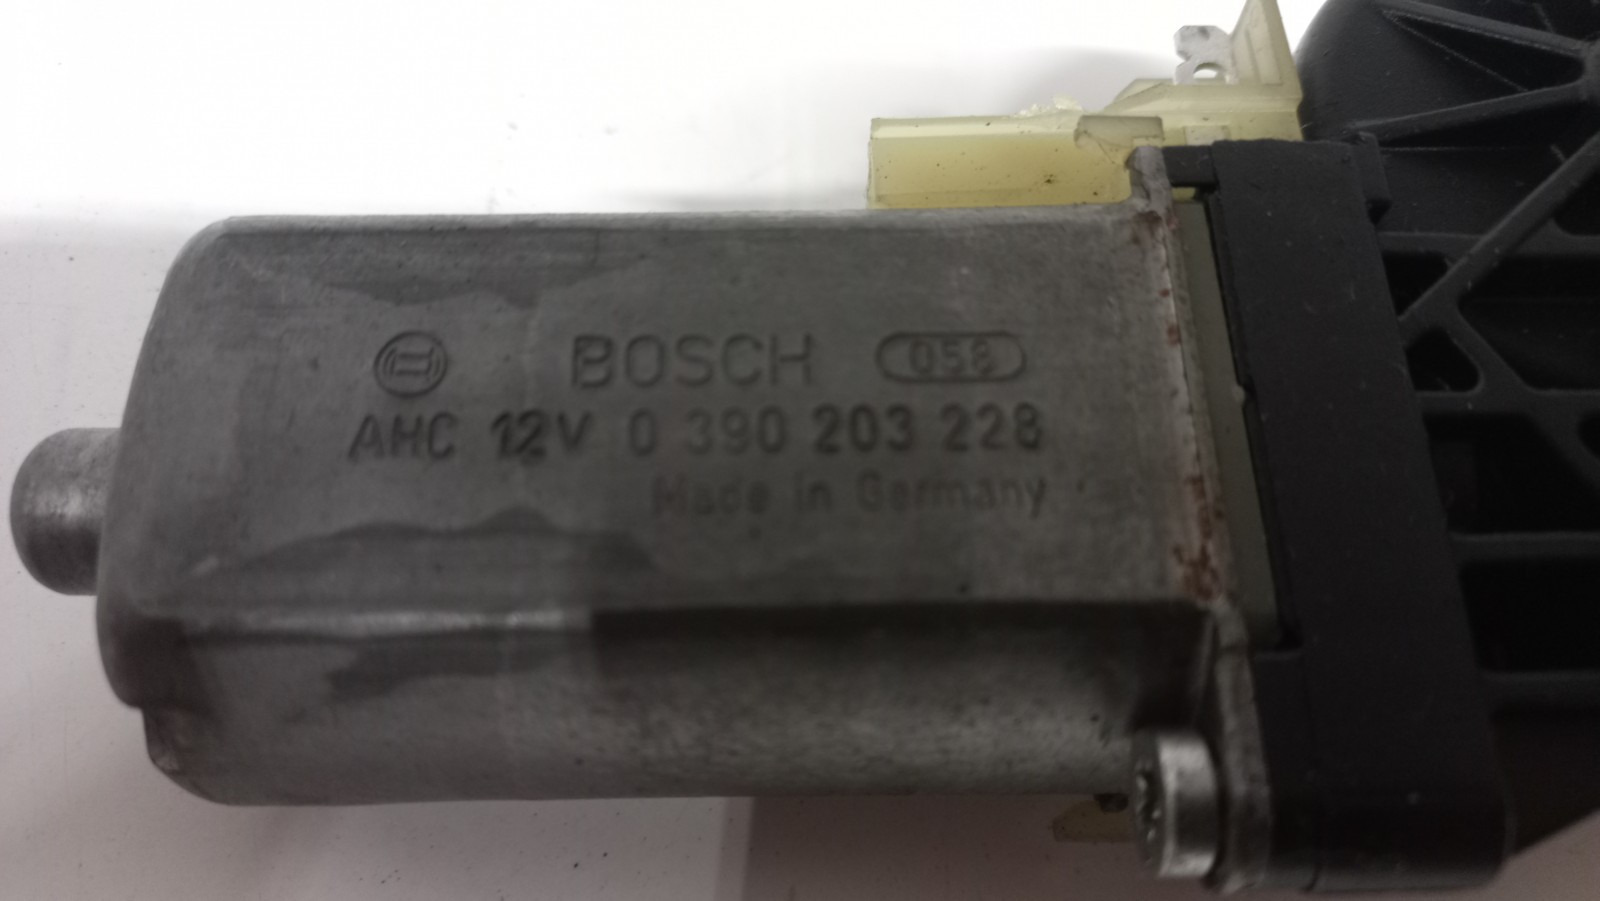 BOSCH 058
AHC 12V 0 390 203 228
Made in Germany